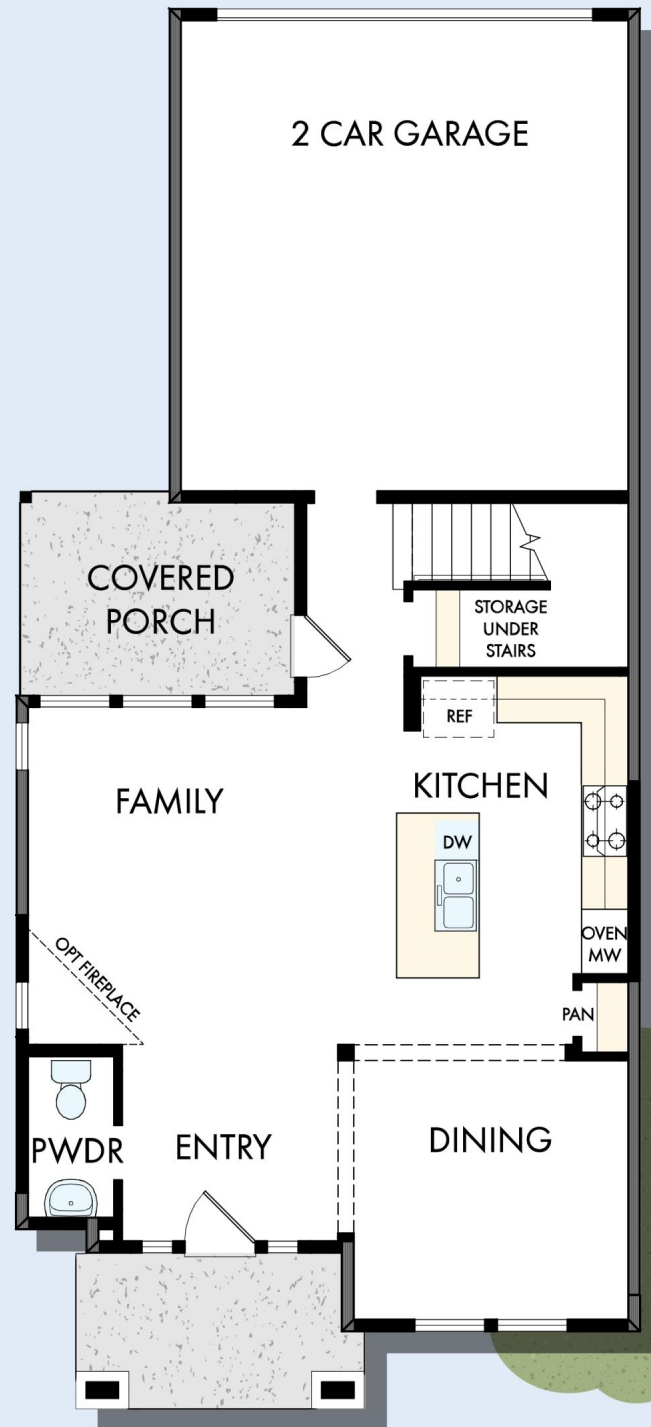 2 CAR GARAGE
COVERED
PORCH
STORAGE
UNDER
STAIRS
REF
KITCHEN
FAMILY
DW
OPT FIREPLACE
OVEN
MW
PAN
PWDR
ENTRY
DINING